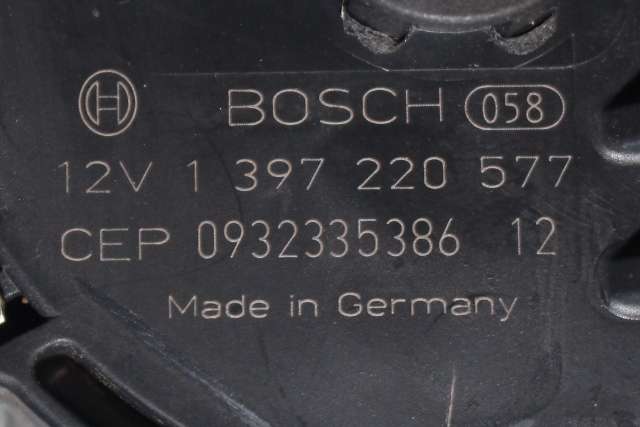 BOSCH 058
12V 1 397 220 577
CEP 0932335386 12
Made in Germany